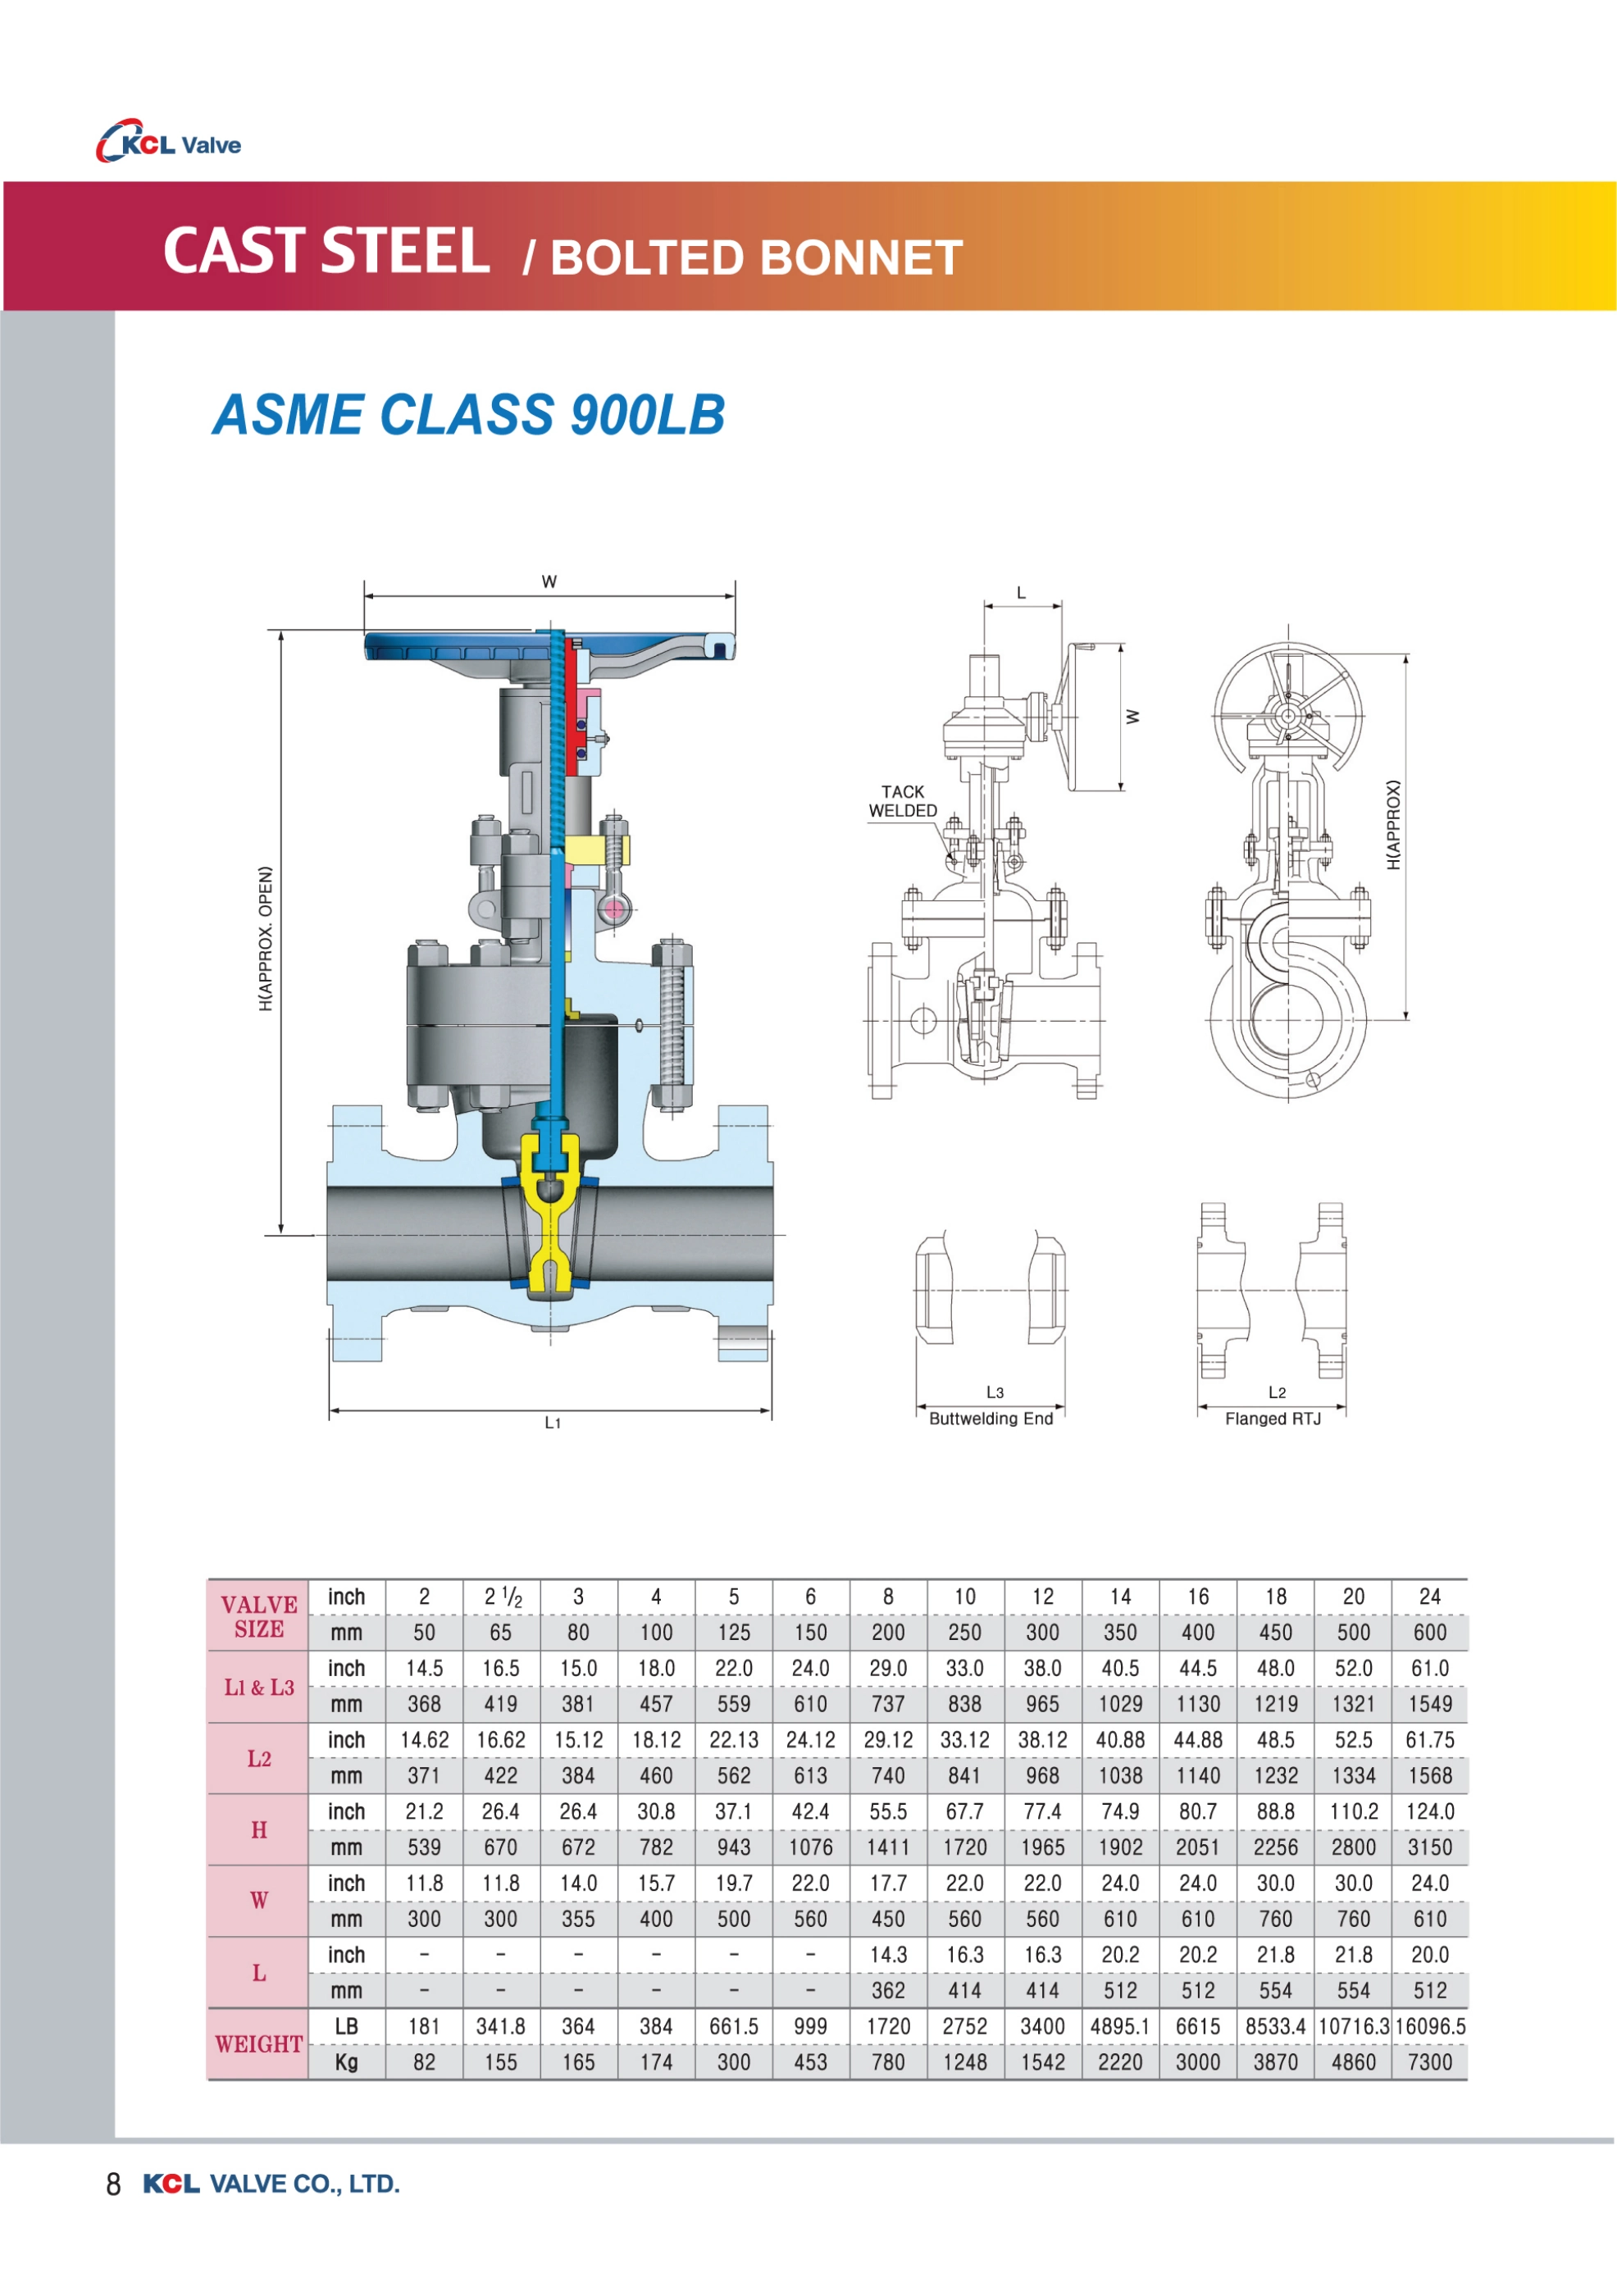 KCL Valve
CAST STEEL / BOLTED BONNET
ASME CLASS 900LB
W
H(APPROX. OPEN)
L1
L
W
TACK
WELDED
H(APPROX)
L3
Buttwelding End
L2
Flanged RTJ
VALVE SIZE inch 2 2 1/2 3 4 5 6 8 10 12 14 16 18 20 24
mm 50 65 80 100 125 150 200 250 300 350 400 450 500 600
L1 & L3 inch 14.5 16.5 15.0 18.0 22.0 24.0 29.0 33.0 38.0 40.5 44.5 48.0 52.0 61.0
mm 368 419 381 457 559 610 737 838 965 1029 1130 1219 1321 1549
L2 inch 14.62 16.62 15.12 18.12 22.13 24.12 29.12 33.12 38.12 40.88 44.88 48.5 52.5 61.75
mm 371 422 384 460 562 613 740 841 968 1038 1140 1232 1334 1568
H inch 21.2 26.4 26.4 30.8 37.1 42.4 55.5 67.7 77.4 74.9 80.7 88.8 110.2 124.0
mm 539 670 672 782 943 1076 1411 1720 1965 1902 2051 2256 2800 3150
W inch 11.8 11.8 14.0 15.7 19.7 22.0 17.7 22.0 22.0 24.0 24.0 30.0 30.0 24.0
mm 300 300 355 400 500 560 450 560 560 610 610 760 760 610
L inch - - - - - - 14.3 16.3 16.3 20.2 20.2 21.8 21.8 20.0
mm - - - - - - 362 414 414 512 512 554 554 512
WEIGHT LB 181 341.8 364 384 661.5 999 1720 2752 3400 4895.1 6615 8533.4 10716.3 16096.5
Kg 82 155 165 174 300 453 780 1248 1542 2220 3000 3870 4860 7300
8 KCL VALVE CO., LTD.